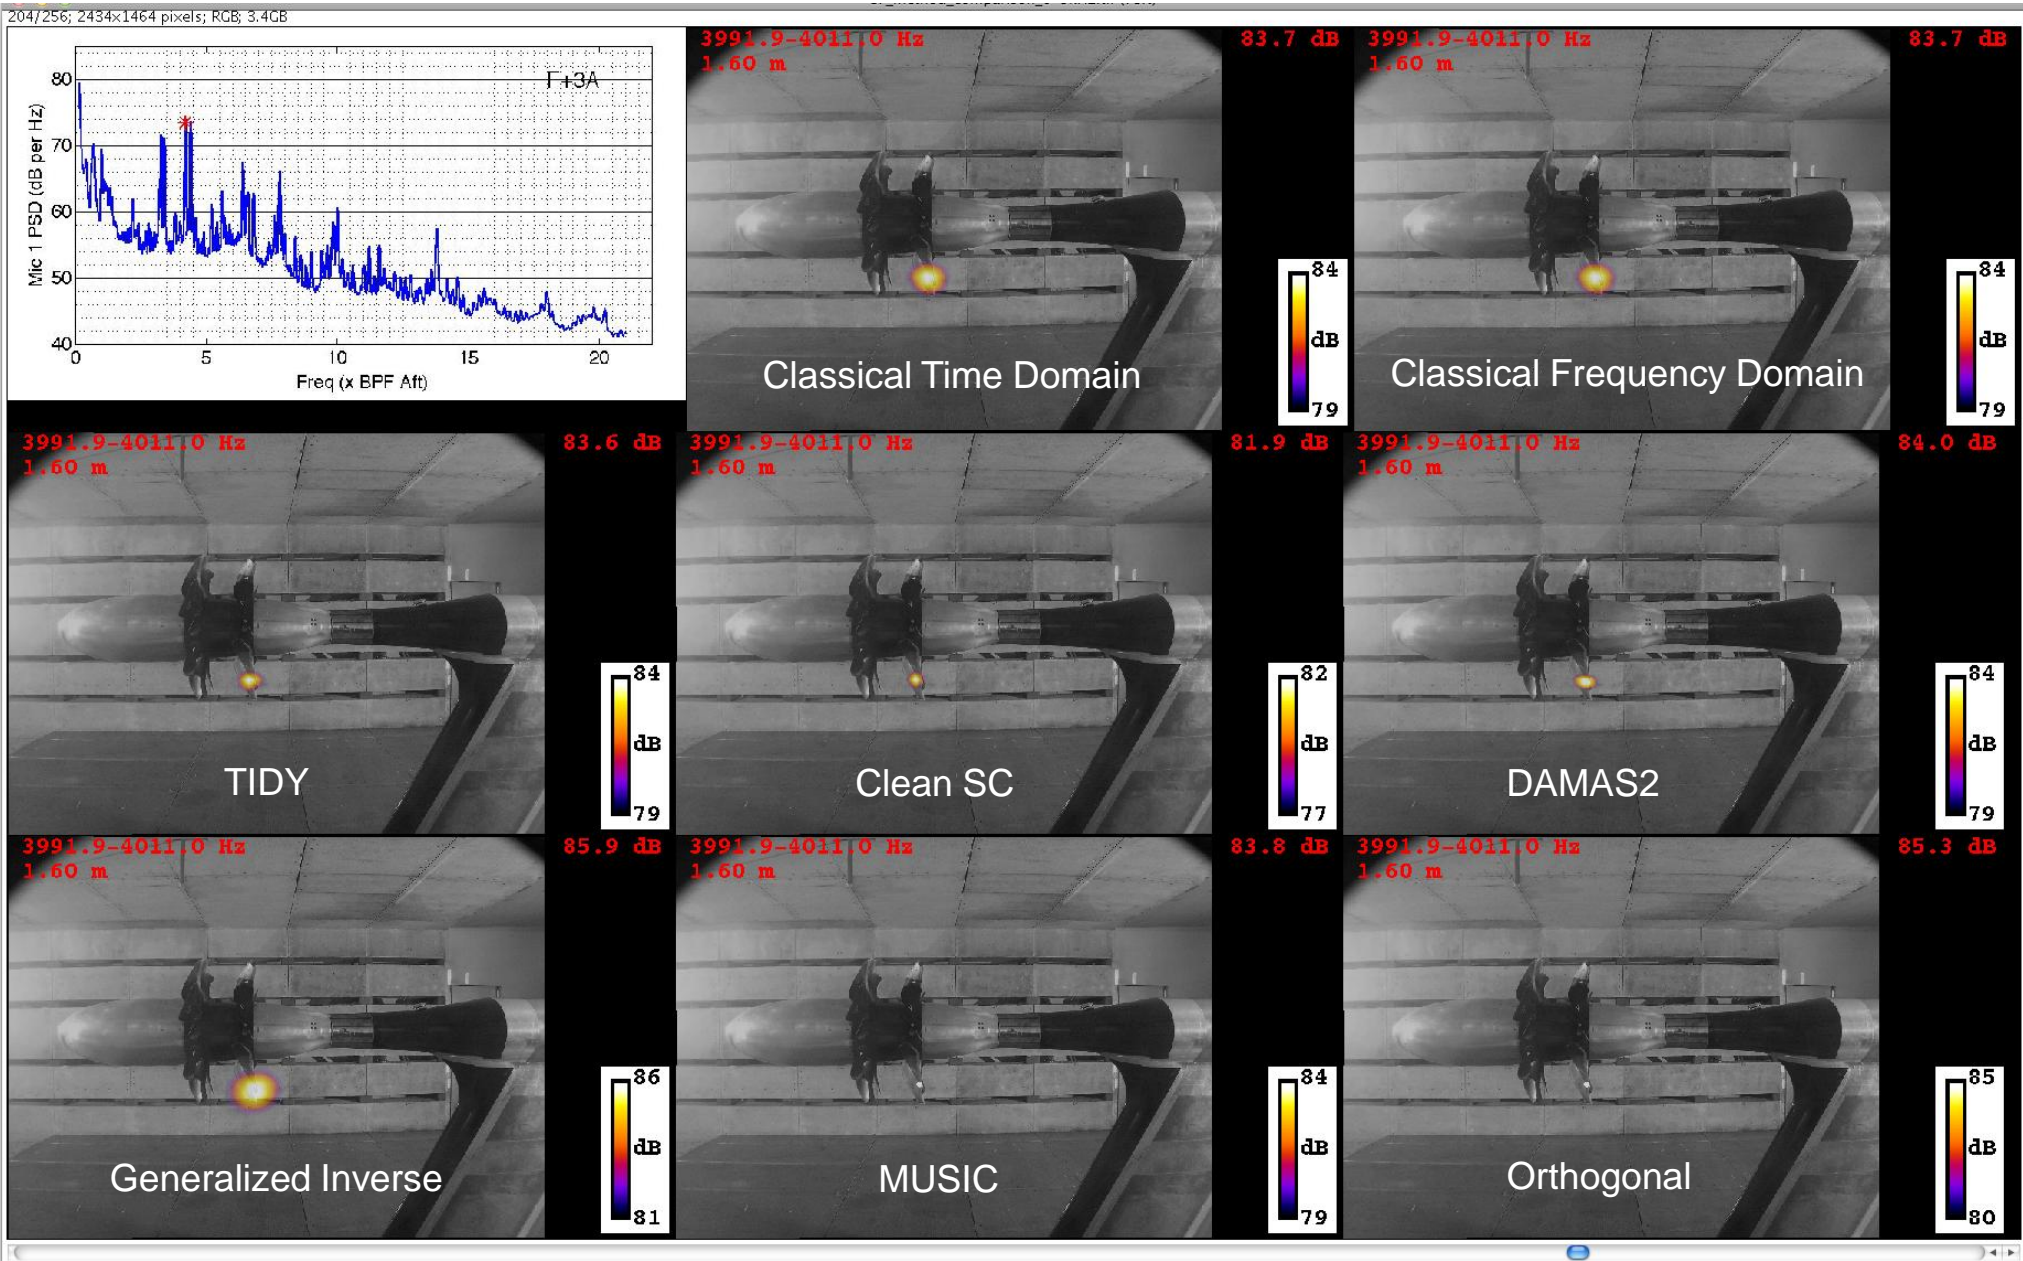 204/256; 2434x1464 pixels; RGB; 3.4GB
80
70
60
50
40
Mic 1 PSD (dB per Hz)
F+3A
0 5 10 15 20
Freq (x BPF Aft)
3991.9-4011.0 Hz 83.7 dB
1.60 m
84
dB
79
Classical Time Domain
3991.9-4011.0 Hz 83.7 dB
1.60 m
84
dB
79
Classical Frequency Domain
3991.9-4011.0 Hz 83.6 dB
1.60 m
84
dB
79
TIDY
3991.9-4011.0 Hz 81.9 dB
1.60 m
82
dB
77
Clean SC
3991.9-4011.0 Hz 84.0 dB
1.60 m
84
dB
79
DAMAS2
3991.9-4011.0 Hz 85.9 dB
1.60 m
86
dB
81
Generalized Inverse
3991.9-4011.0 Hz 83.8 dB
1.60 m
84
dB
79
MUSIC
3991.9-4011.0 Hz 85.3 dB
1.60 m
85
dB
80
Orthogonal